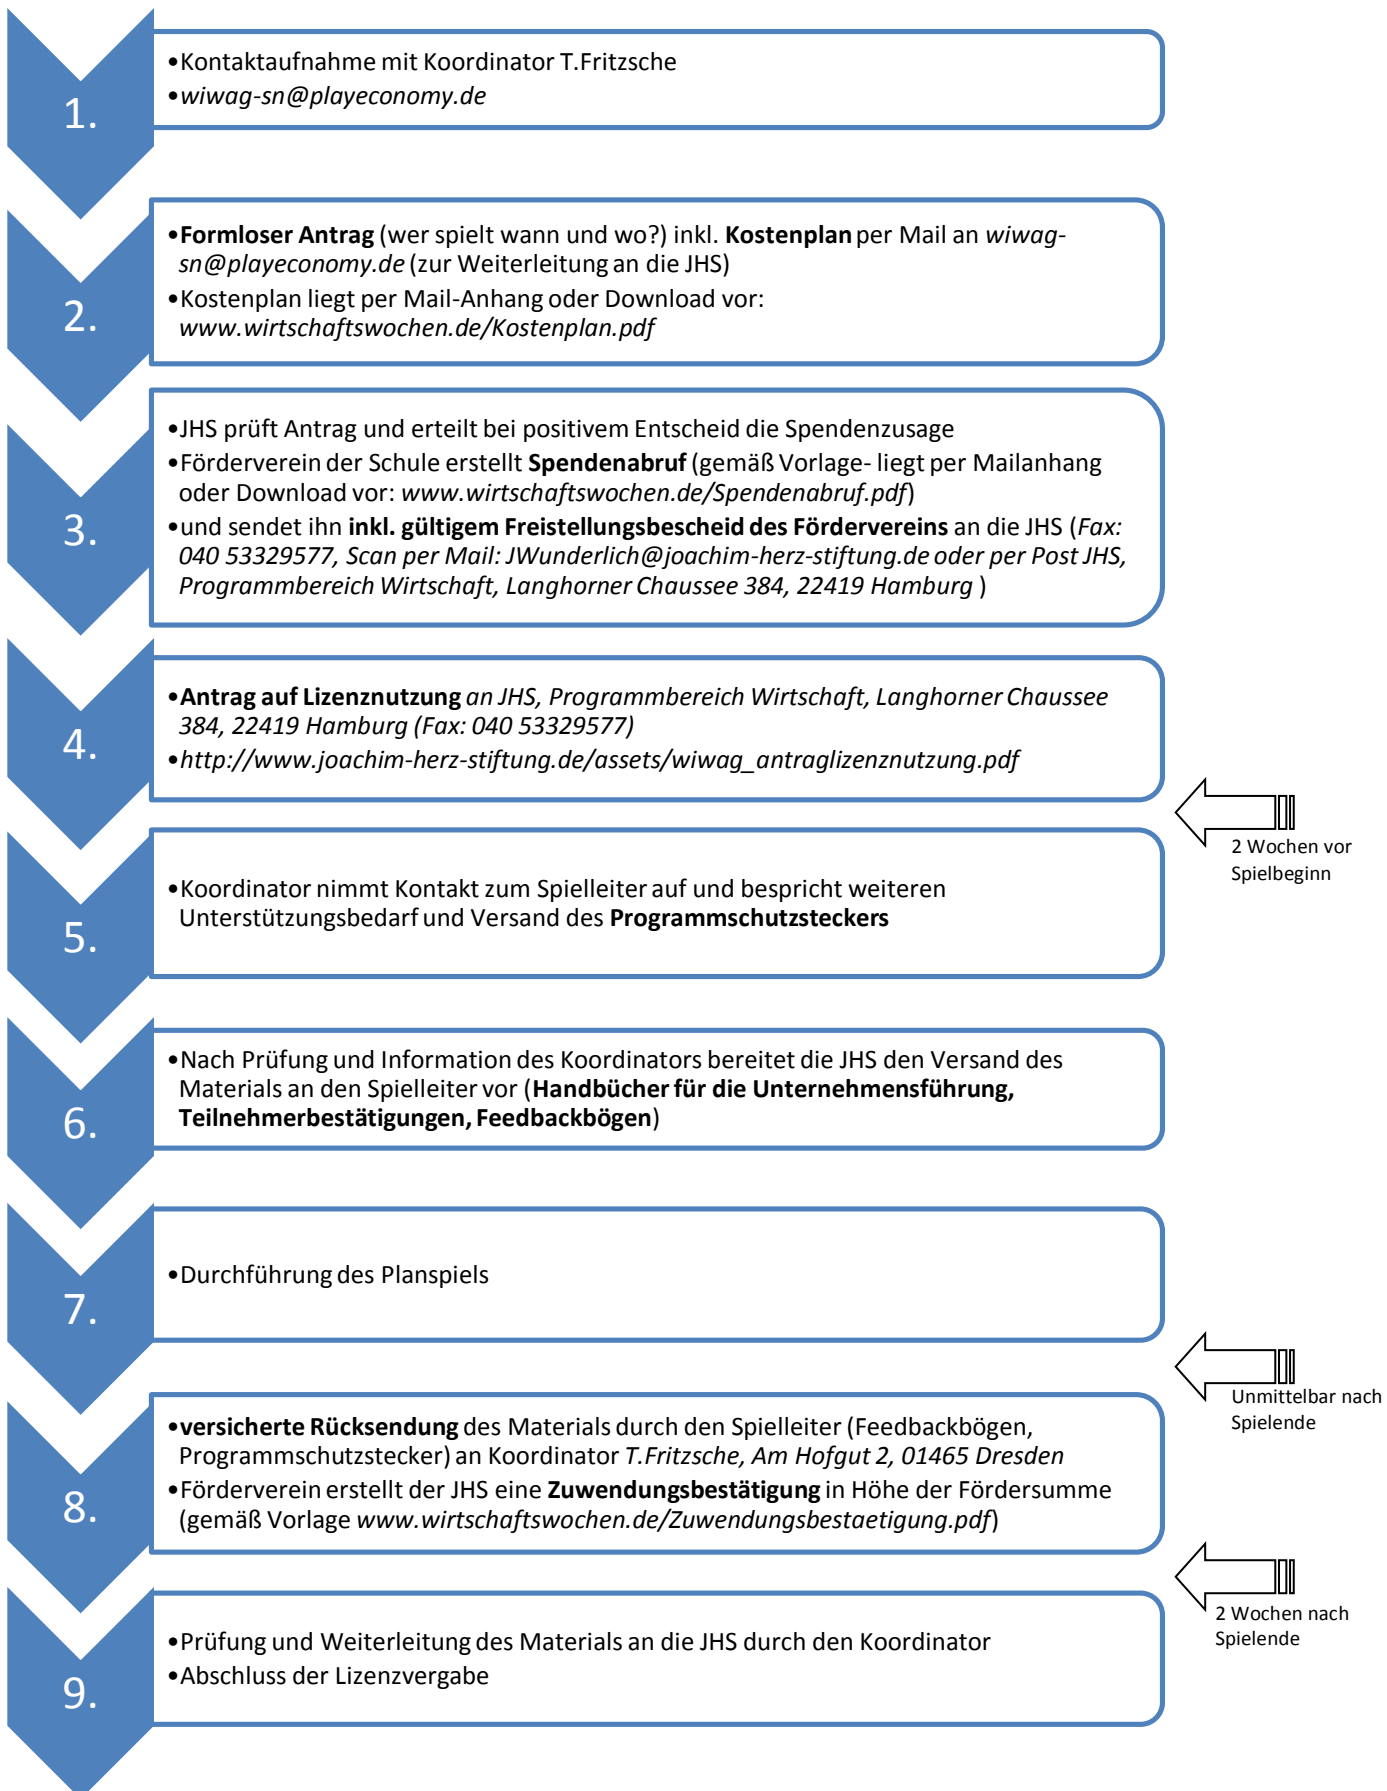 1.
•Kontaktaufnahme mit Koordinator T.Fritzsche
•wiwag-sn@playeconomy.de
2.
•Formloser Antrag (wer spielt wann und wo?) inkl. Kostenplan per Mail an wiwag-
sn@playeconomy.de (zur Weiterleitung an die JHS)
•Kostenplan liegt per Mail-Anhang oder Download vor:
www.wirtschaftswochen.de/Kostenplan.pdf
3.
•JHS prüft Antrag und erteilt bei positivem Entscheid die Spendenzusage
•Förderverein der Schule erstellt Spendenabruf (gemäß Vorlage- liegt per Mailanhang
oder Download vor: www.wirtschaftswochen.de/Spendenabruf.pdf)
•und sendet ihn inkl. gültigem Freistellungsbescheid des Fördervereins an die JHS (Fax:
040 53329577, Scan per Mail: JWunderlich@joachim-herz-stiftung.de oder per Post JHS,
Programmbereich Wirtschaft, Langhorner Chaussee 384, 22419 Hamburg )
4.
•Antrag auf Lizenznutzung an JHS, Programmbereich Wirtschaft, Langhorner Chaussee
384, 22419 Hamburg (Fax: 040 53329577)
•http://www.joachim-herz-stiftung.de/assets/wiwag_antraglizenznutzung.pdf
2 Wochen vor
Spielbeginn
5.
•Koordinator nimmt Kontakt zum Spielleiter auf und bespricht weiteren
Unterstützungsbedarf und Versand des Programmschutzsteckers
6.
•Nach Prüfung und Information des Koordinators bereitet die JHS den Versand des
Materials an den Spielleiter vor (Handbücher für die Unternehmensführung,
Teilnehmerbestätigungen, Feedbackbögen)
7.
•Durchführung des Planspiels
Unmittelbar nach
Spielende
8.
•versicherte Rücksendung des Materials durch den Spielleiter (Feedbackbögen,
Programmschutzstecker) an Koordinator T.Fritzsche, Am Hofgut 2, 01465 Dresden
•Förderverein erstellt der JHS eine Zuwendungsbestätigung in Höhe der Fördersumme
(gemäß Vorlage www.wirtschaftswochen.de/Zuwendungsbestaetigung.pdf)
2 Wochen nach
Spielende
9.
•Prüfung und Weiterleitung des Materials an die JHS durch den Koordinator
•Abschluss der Lizenzvergabe